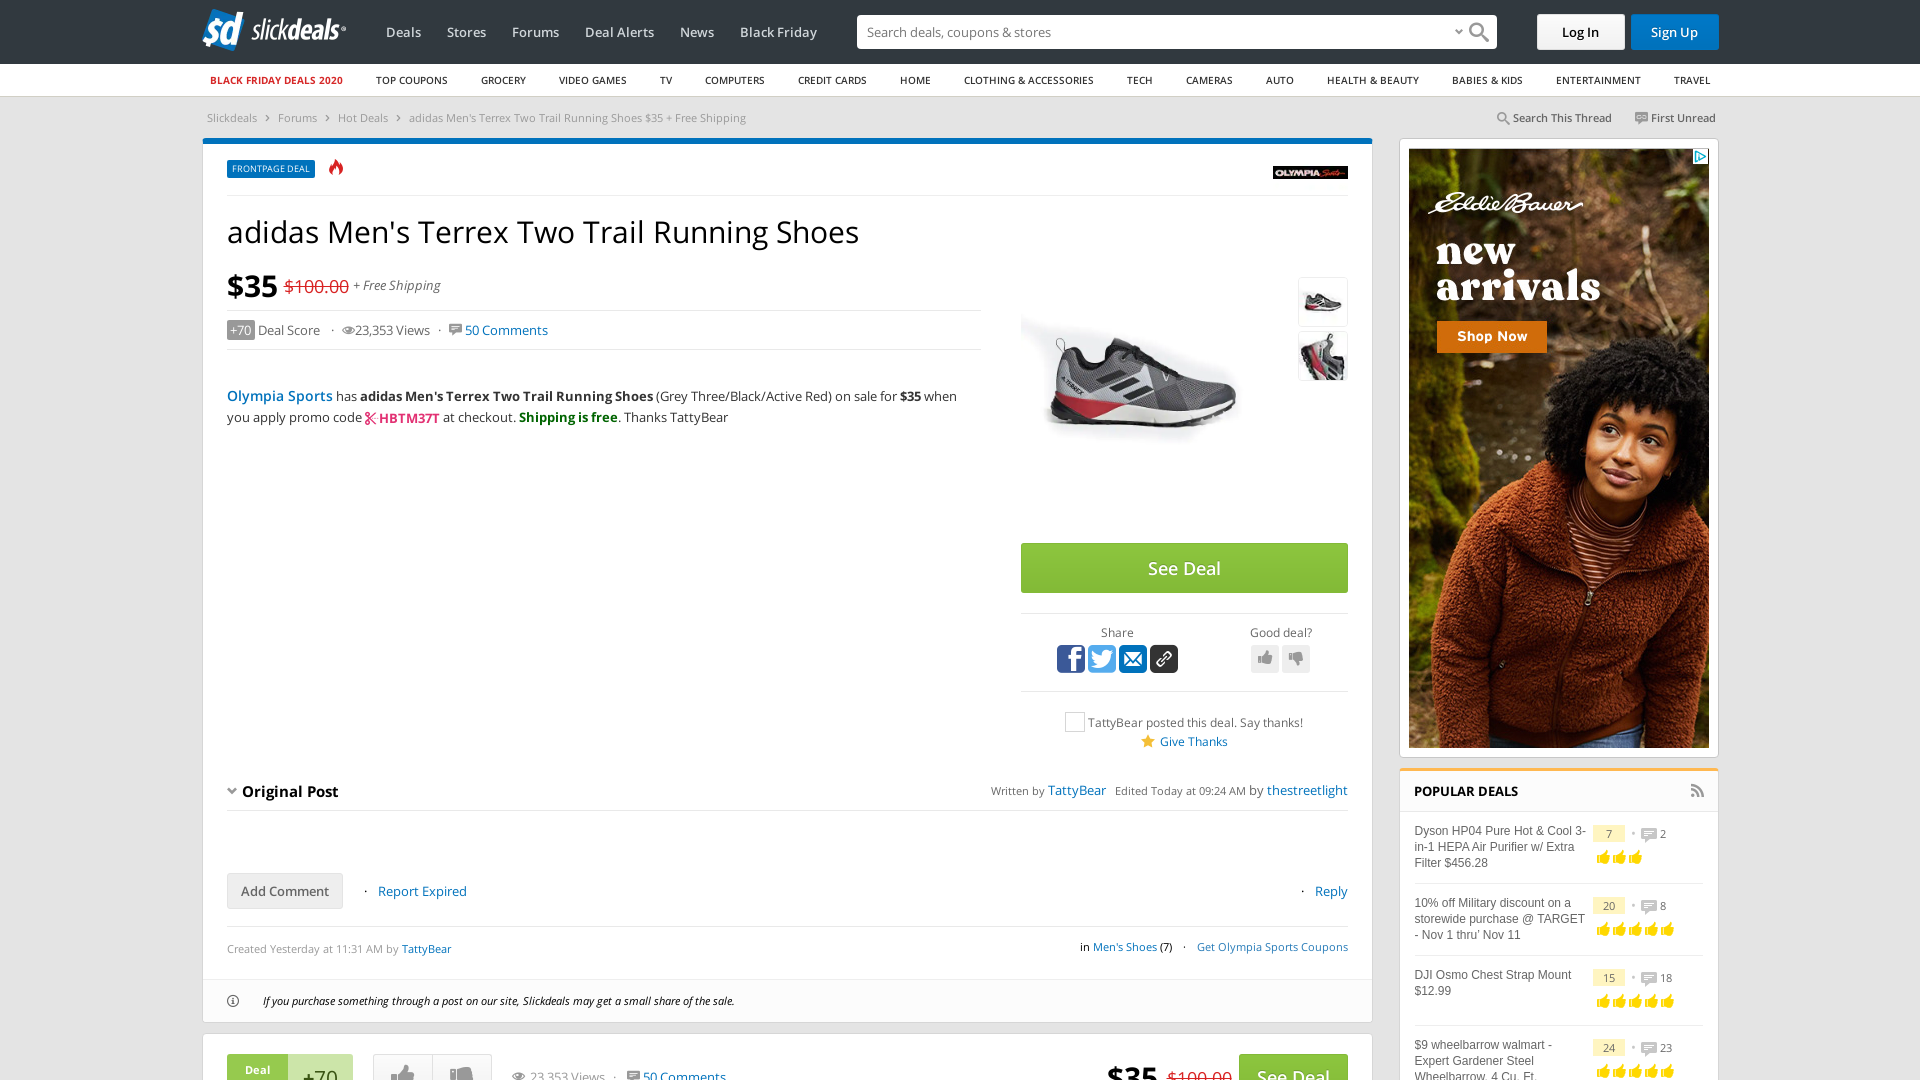 sd slickdeals®
Deals Stores Forums Deal Alerts News Black Friday
Search deals, coupons & stores
Log In
Sign Up
BLACK FRIDAY DEALS 2020 TOP COUPONS GROCERY VIDEO GAMES TV COMPUTERS CREDIT CARDS HOME CLOTHING & ACCESSORIES TECH CAMERAS AUTO HEALTH & BEAUTY BABIES & KIDS ENTERTAINMENT TRAVEL
Slickdeals › Forums › Hot Deals › adidas Men's Terrex Two Trail Running Shoes $35 + Free Shipping
Search This Thread
First Unread
FRONTPAGE DEAL
OLYMPIA Sports
adidas Men's Terrex Two Trail Running Shoes
$35 $100.00 + Free Shipping
+70 Deal Score · 23,353 Views · 50 Comments
Olympia Sports has adidas Men's Terrex Two Trail Running Shoes (Grey Three/Black/Active Red) on sale for $35 when
you apply promo code HBTM37T at checkout. Shipping is free. Thanks TattyBear
See Deal
Share
Good deal?
TattyBear posted this deal. Say thanks!
Give Thanks
Original Post
Written by TattyBear Edited Today at 09:24 AM by thestreetlight
Add Comment · Report Expired
· Reply
Created Yesterday at 11:31 AM by TattyBear
in Men's Shoes (7) · Get Olympia Sports Coupons
If you purchase something through a post on our site, Slickdeals may get a small share of the sale.
Deal
+70
23,353 Views · 50 Comments
$35 $100.00
See Deal
Eddie Bauer
new
arrivals
Shop Now
POPULAR DEALS
Dyson HP04 Pure Hot & Cool 3-
in-1 HEPA Air Purifier w/ Extra
Filter $456.28
7 • 2
10% off Military discount on a
storewide purchase @ TARGET
- Nov 1 thru' Nov 11
20 • 8
DJI Osmo Chest Strap Mount
$12.99
15 • 18
$9 wheelbarrow walmart -
Expert Gardener Steel
Wheelbarrow, 4 Cu. Ft.
24 • 23